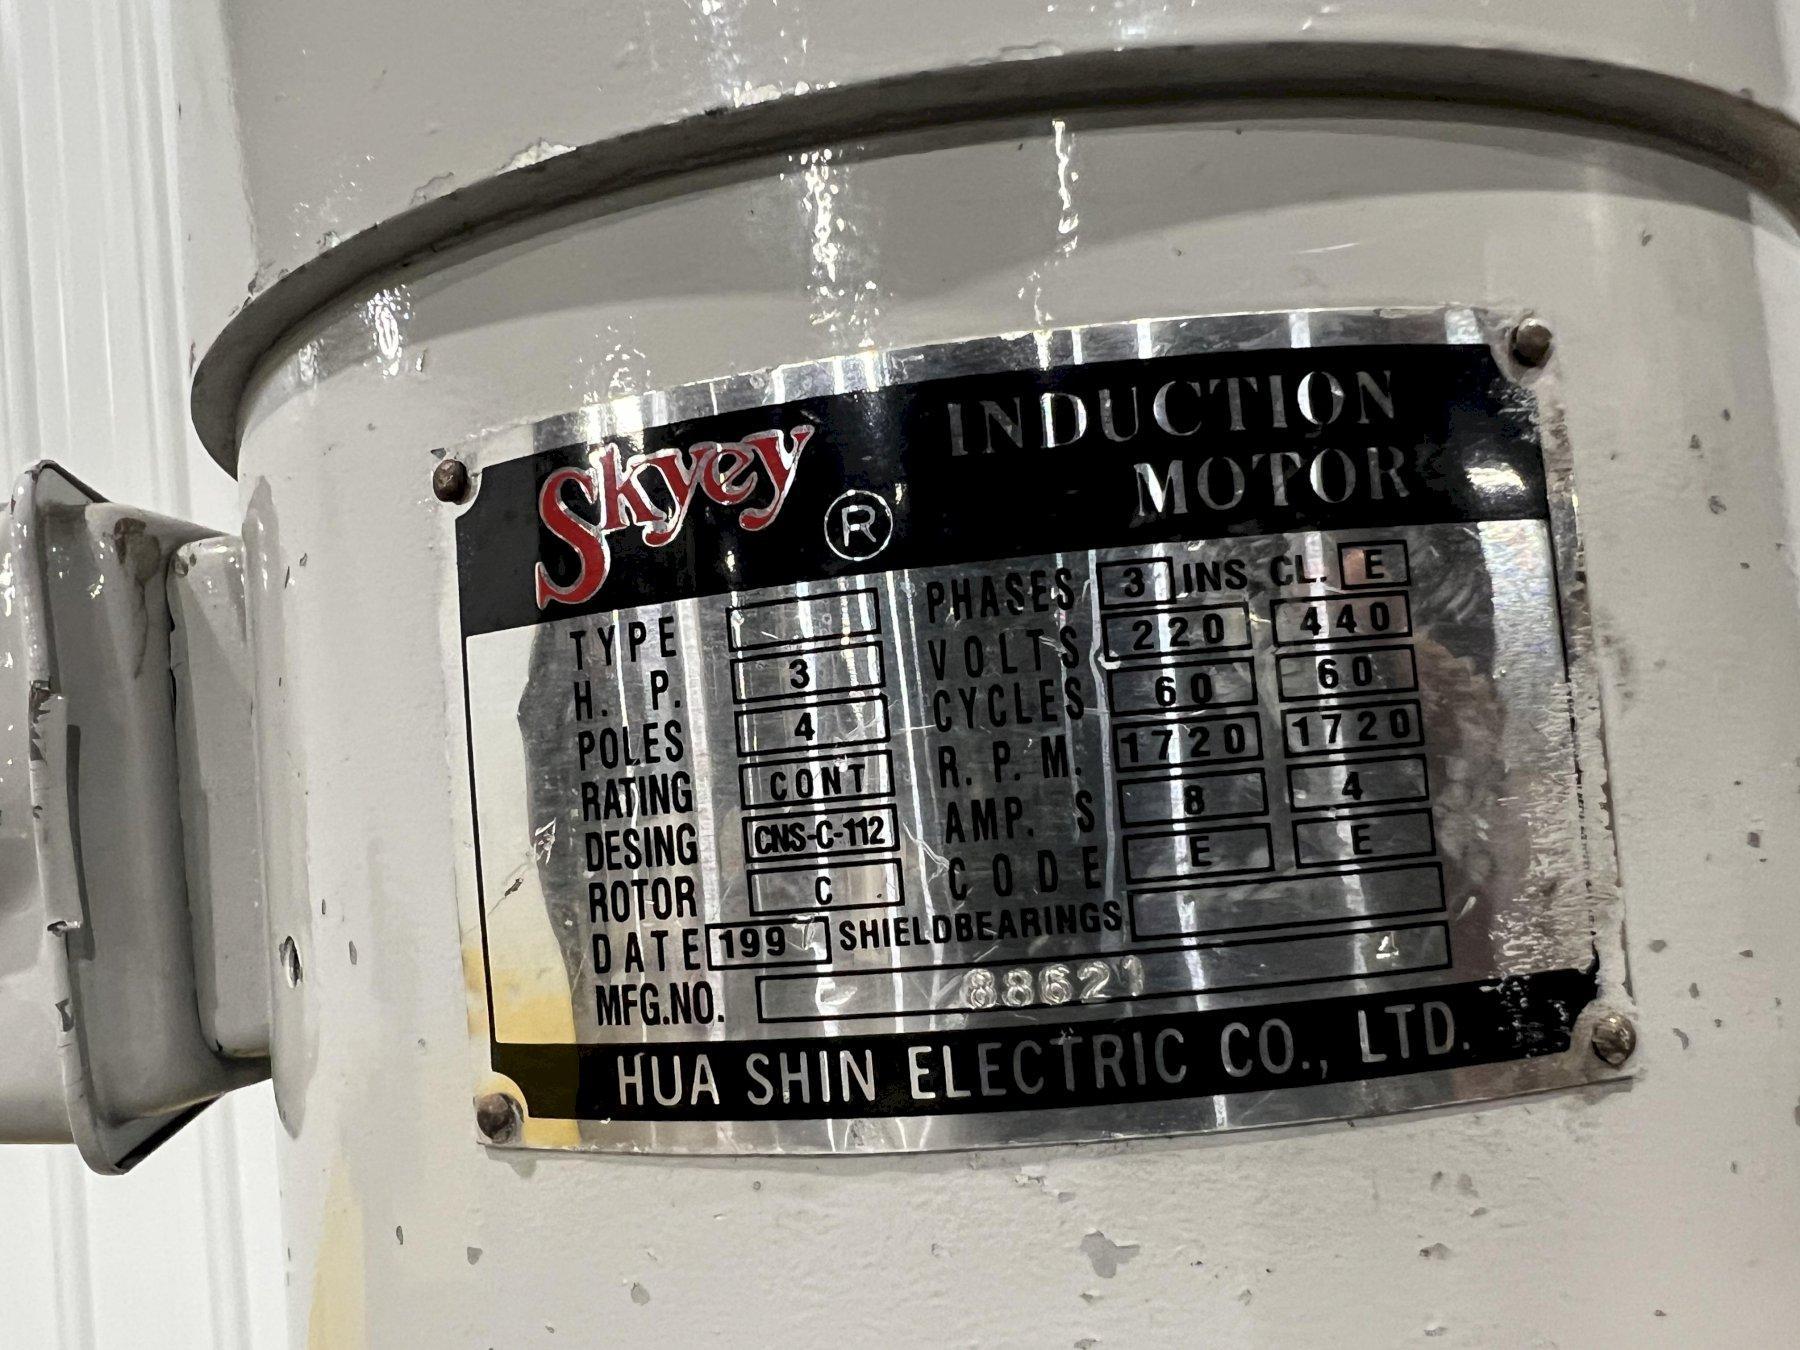 Skyey ® INDUCTION
MOTOR
TYPE
H. P. 3
POLES 4
RATING CONT
DESING CNS-C-112
ROTOR C
DATE 199
PHASES 3 INS CL. E
VOLTS 220 440
CYCLES 60 60
R. P. M. 1720 1720
AMP. S 8 4
CODE E E
SHIELDBEARINGS
MFG.NO. 88621 4
HUA SHIN ELECTRIC CO., LTD.